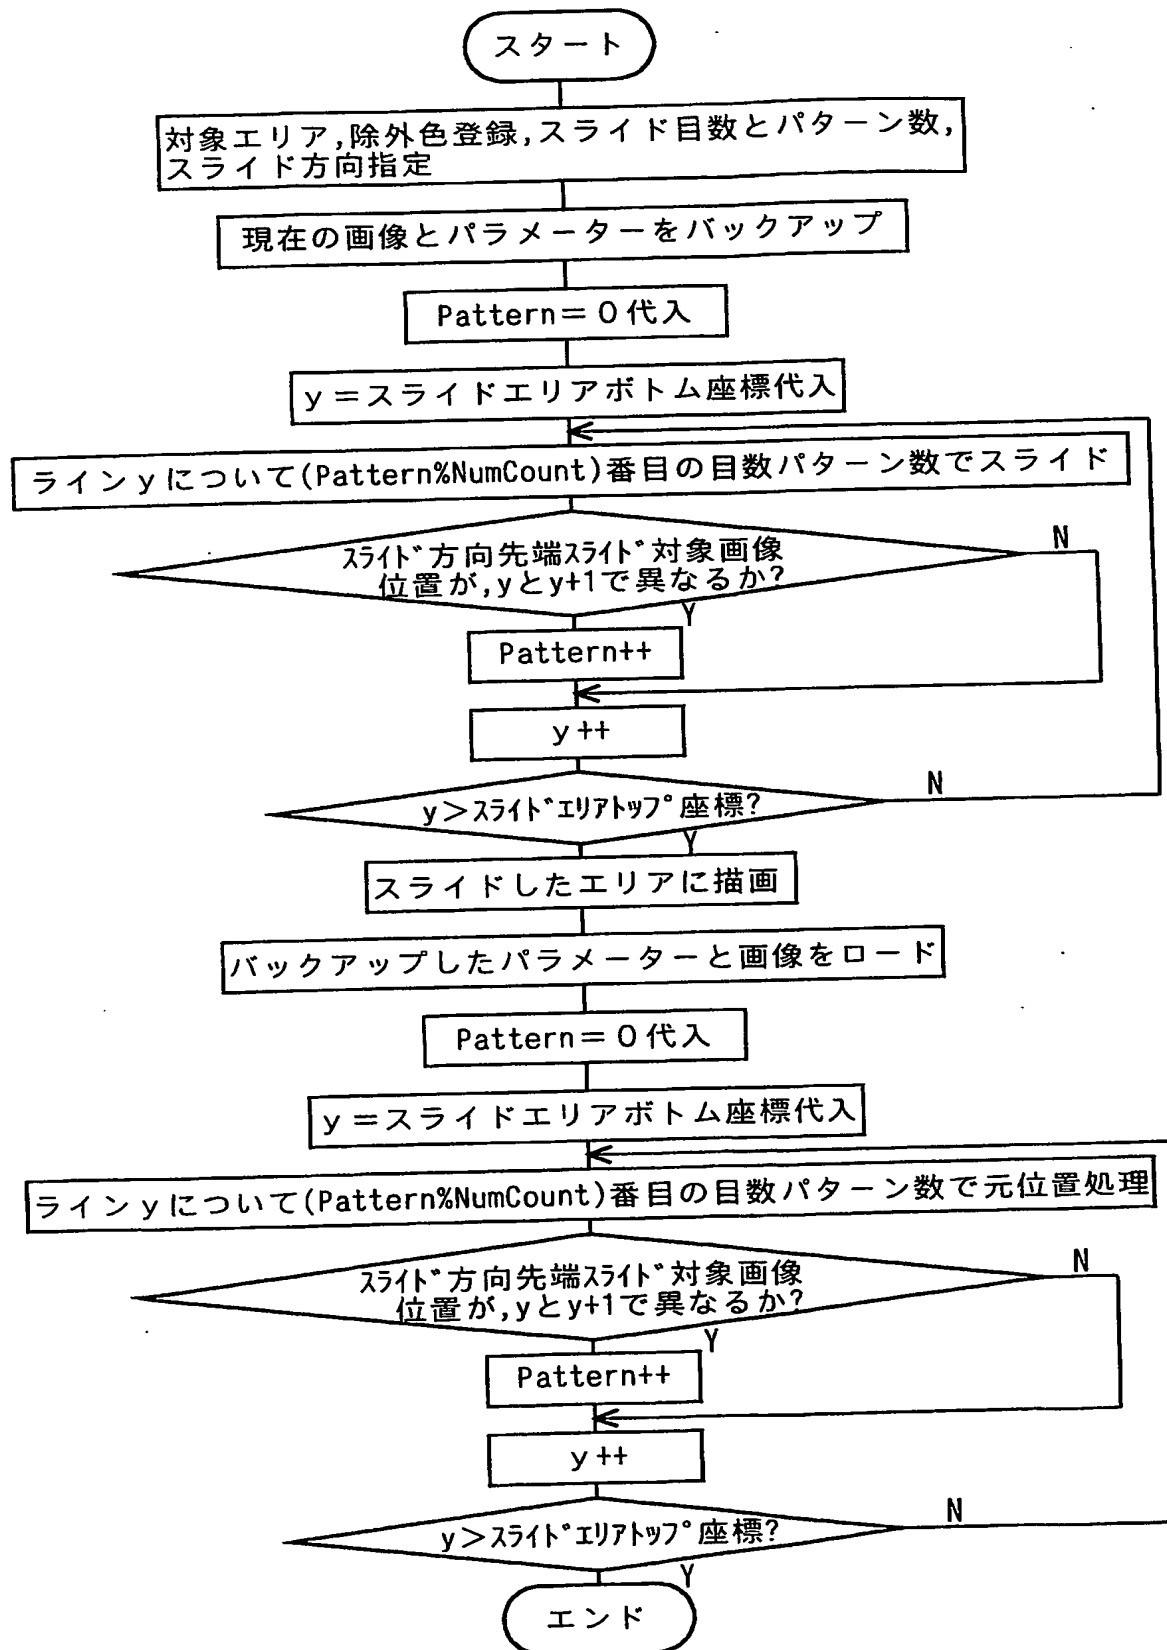 スタート
対象エリア,除外色登録,スライド目数とパターン数,
スライド方向指定
現在の画像とパラメーターをバックアップ
Pattern=0代入
y=スライドエリアボトム座標代入
ラインyについて(Pattern%NumCount)番目の目数パターン数でスライド
スライド方向先端スライド対象画像
位置が,yとy+1で異なるか?
N
Y
Pattern++
y++
y>スライドエリアトップ座標?
N
Y
スライドしたエリアに描画
バックアップしたパラメーターと画像をロード
Pattern=0代入
y=スライドエリアボトム座標代入
ラインyについて(Pattern%NumCount)番目の目数パターン数で元位置処理
スライド方向先端スライド対象画像
位置が,yとy+1で異なるか?
N
Y
Pattern++
y++
y>スライドエリアトップ座標?
N
Y
エンド